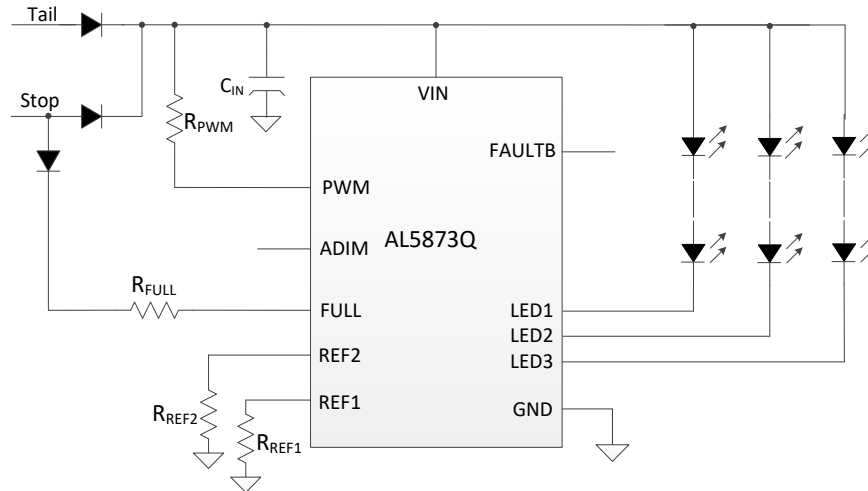 Tail
Stop
R_PWM
C_IN
VIN
FAULTB
PWM
AL5873Q
ADIM
R_FULL
FULL
LED1
LED2
REF2
LED3
REF1
GND
R_REF2
R_REF1